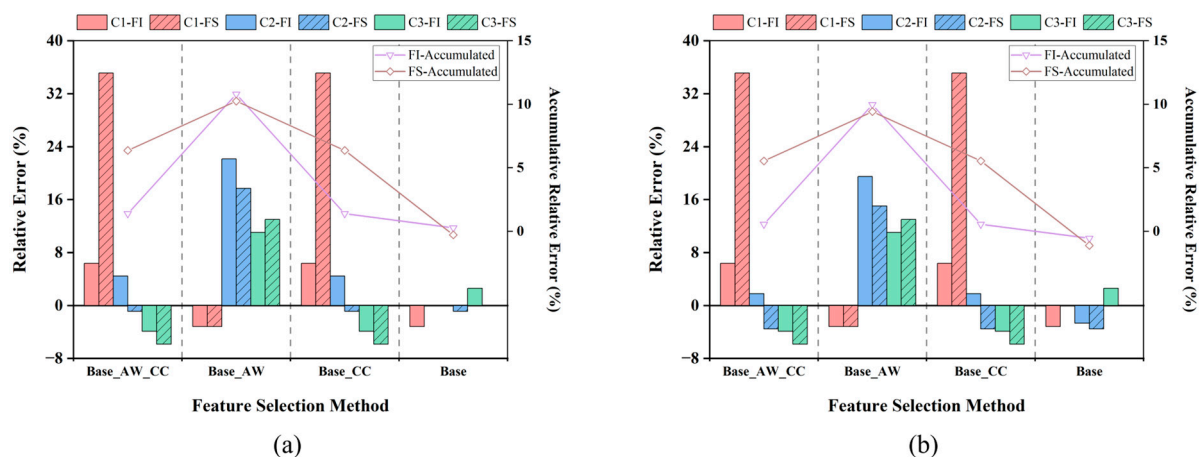 C1-FI C1-FS C2-FI C2-FS C3-FI C3-FS
FI-Accumulated
FS-Accumulated
40
32
24
16
8
0
−8
15
10
5
0
Relative Error (%)
Accumulative Relative Error (%)
Base_AW_CC Base_AW Base_CC Base
Feature Selection Method
(a)
C1-FI C1-FS C2-FI C2-FS C3-FI C3-FS
FI-Accumulated
FS-Accumulated
40
32
24
16
8
0
−8
15
10
5
0
Relative Error (%)
Accumulated Relative Error (%)
Base_AW_CC Base_AW Base_CC Base
Feature Selection Method
(b)